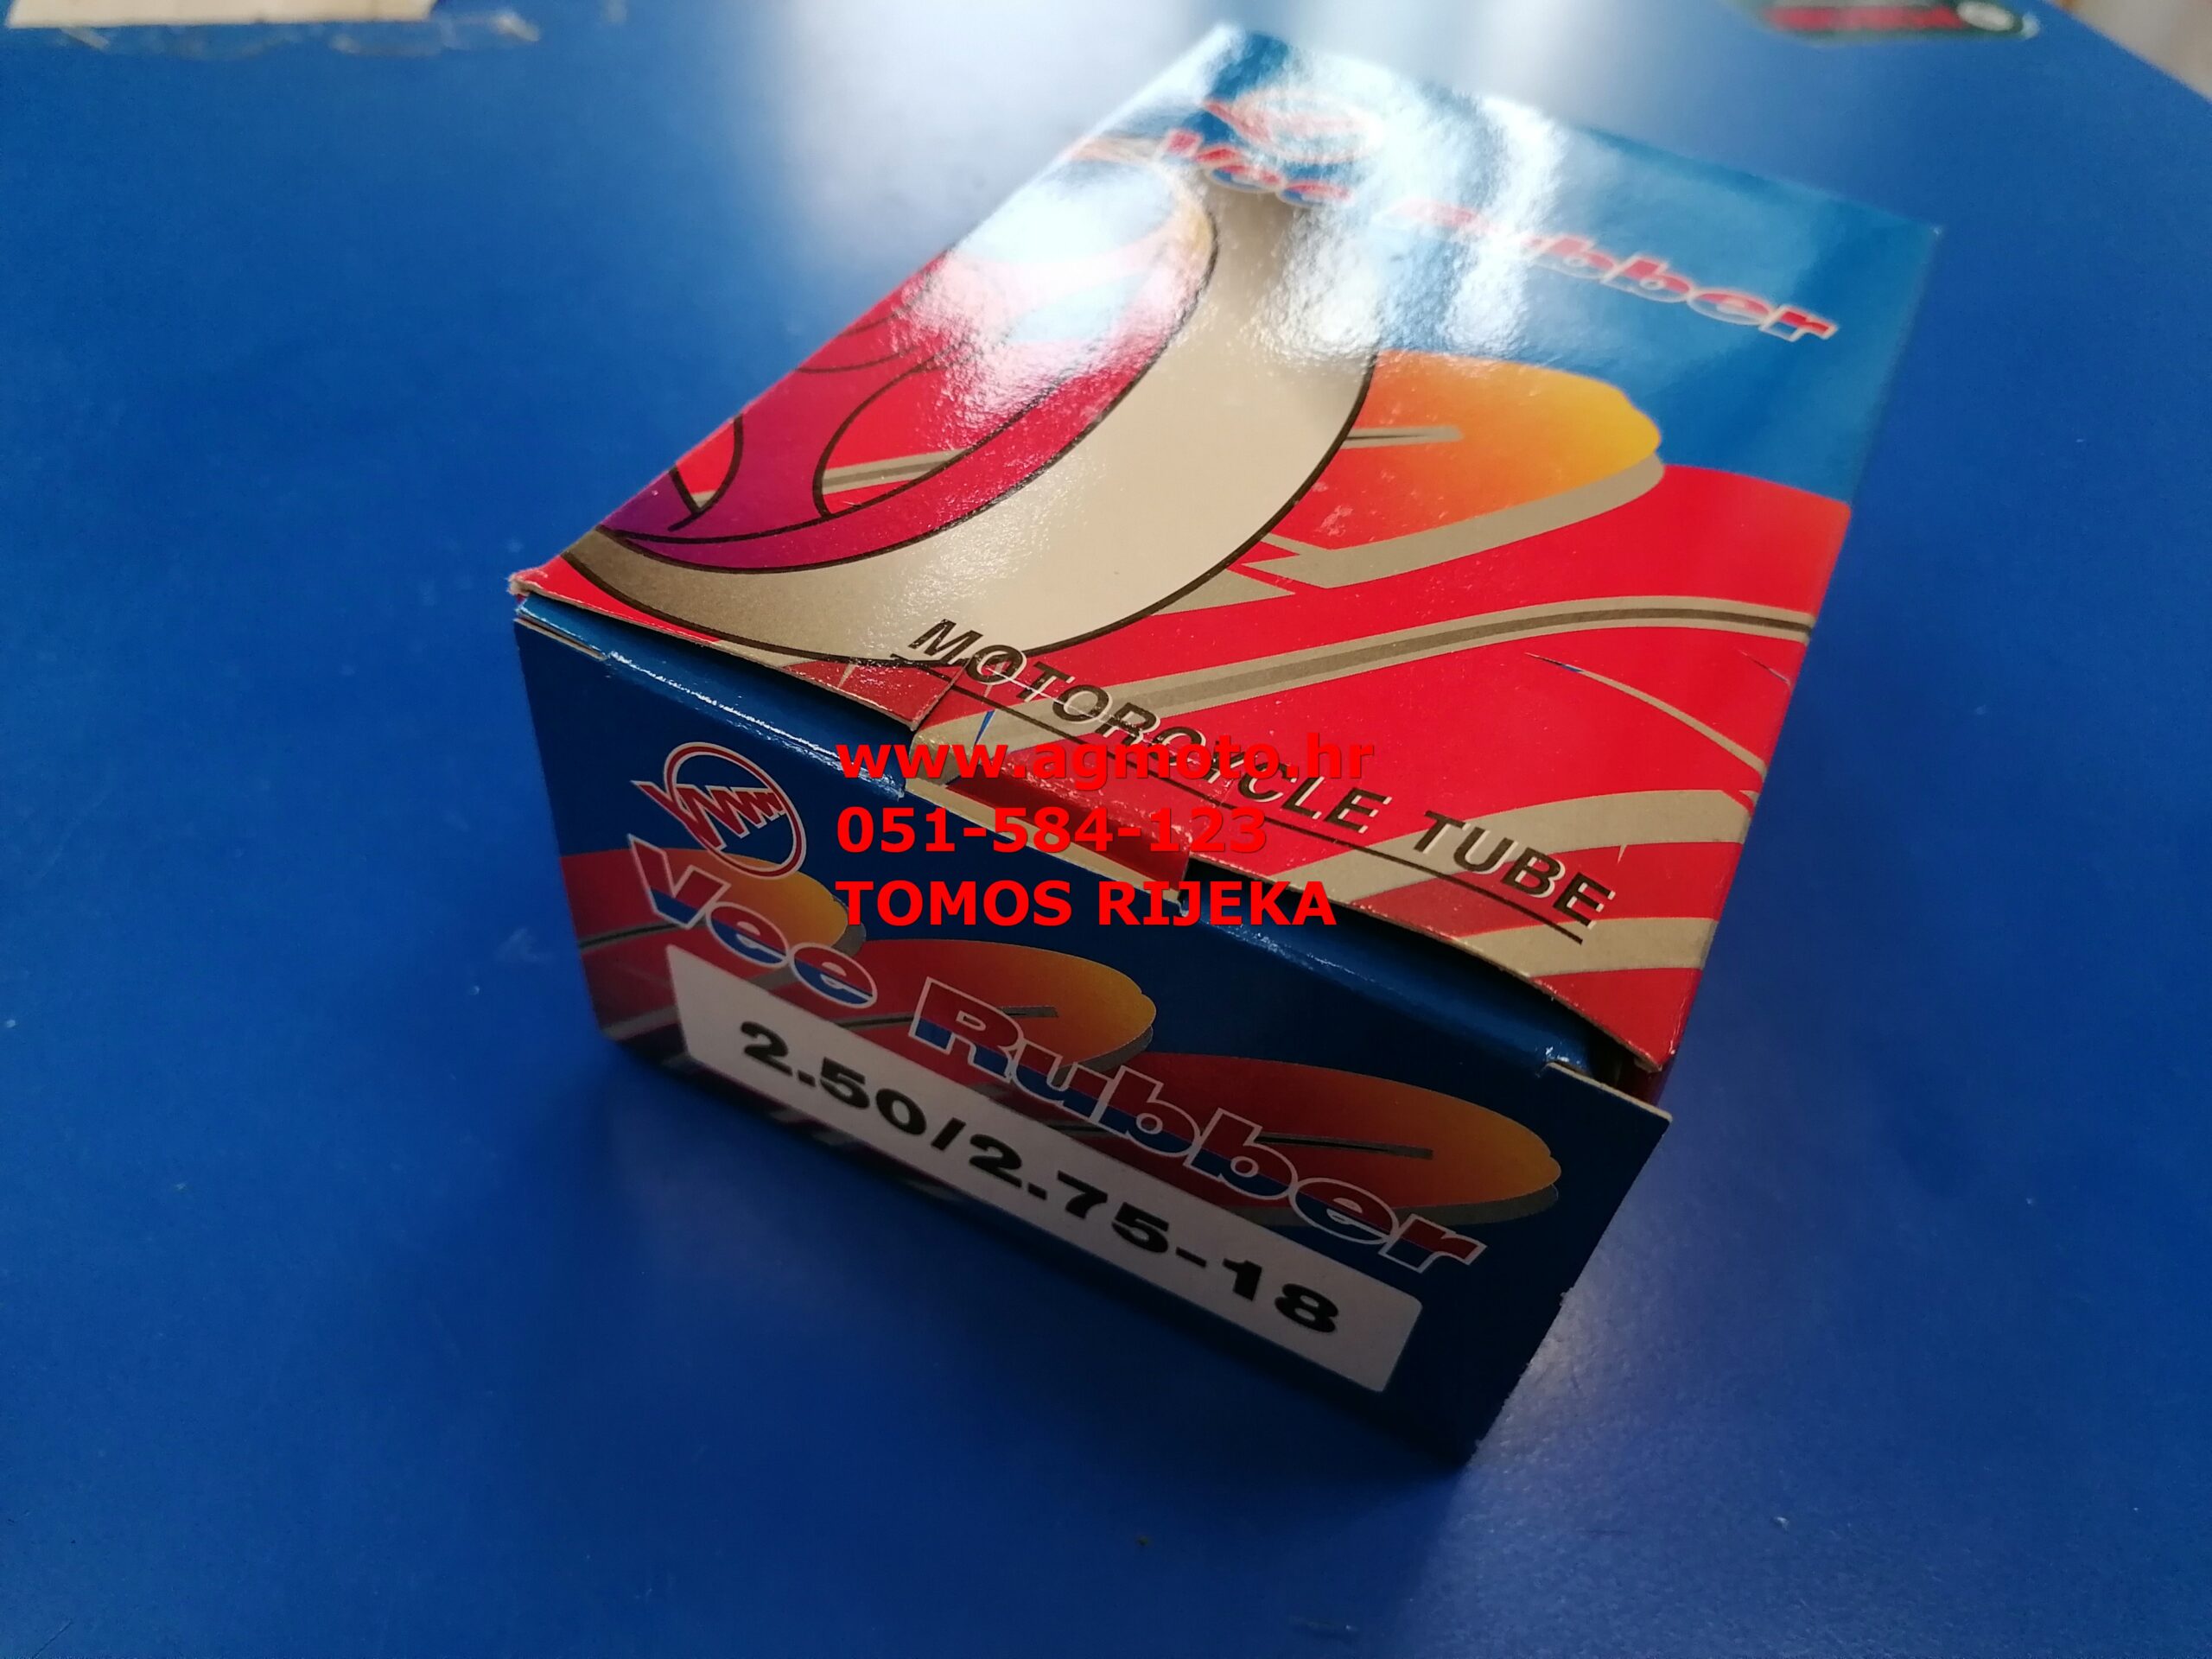 Vee Rubber
MOTORCYCLE TUBE
www.agmoto.hr
051-584-123
TOMOS RIJEKA
Vee Rubber
2.50/2.75-18